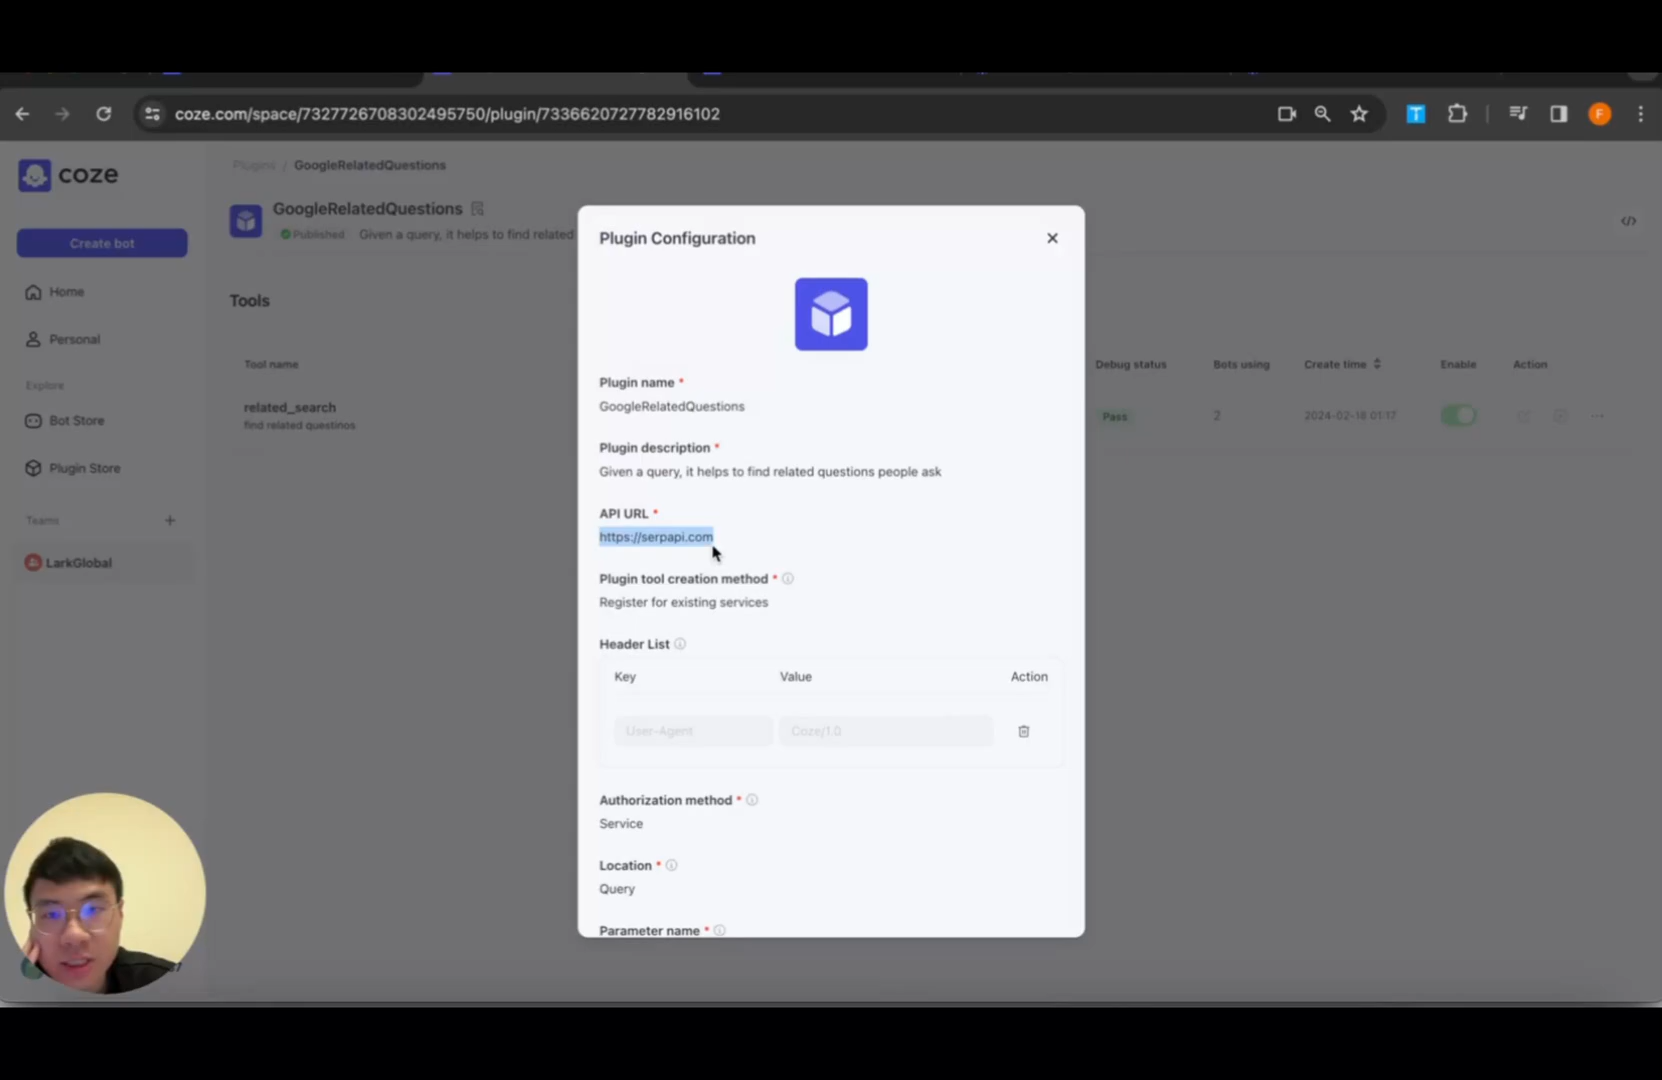 coze.com/space/7327726708302495750/plugin/7336620727782916102
T
F
coze
Plugins / GoogleRelatedQuestions
GoogleRelatedQuestions
Published Given a query, it helps to find related
Create bot
Home
Personal
Explore
Bot Store
Plugin Store
Teams
LarkGlobal
Tools
Tool name
Debug status
Bots using
Create time
Enable
Action
related_search
find related questinos
Pass
2
2024-02-18 01:17
Plugin Configuration
Plugin name *
GoogleRelatedQuestions
Plugin description *
Given a query, it helps to find related questions people ask
API URL *
https://serpapi.com
Plugin tool creation method *
Register for existing services
Header List
Key Value Action
User-Agent Coze/1.0
Authorization method *
Service
Location *
Query
Parameter name *